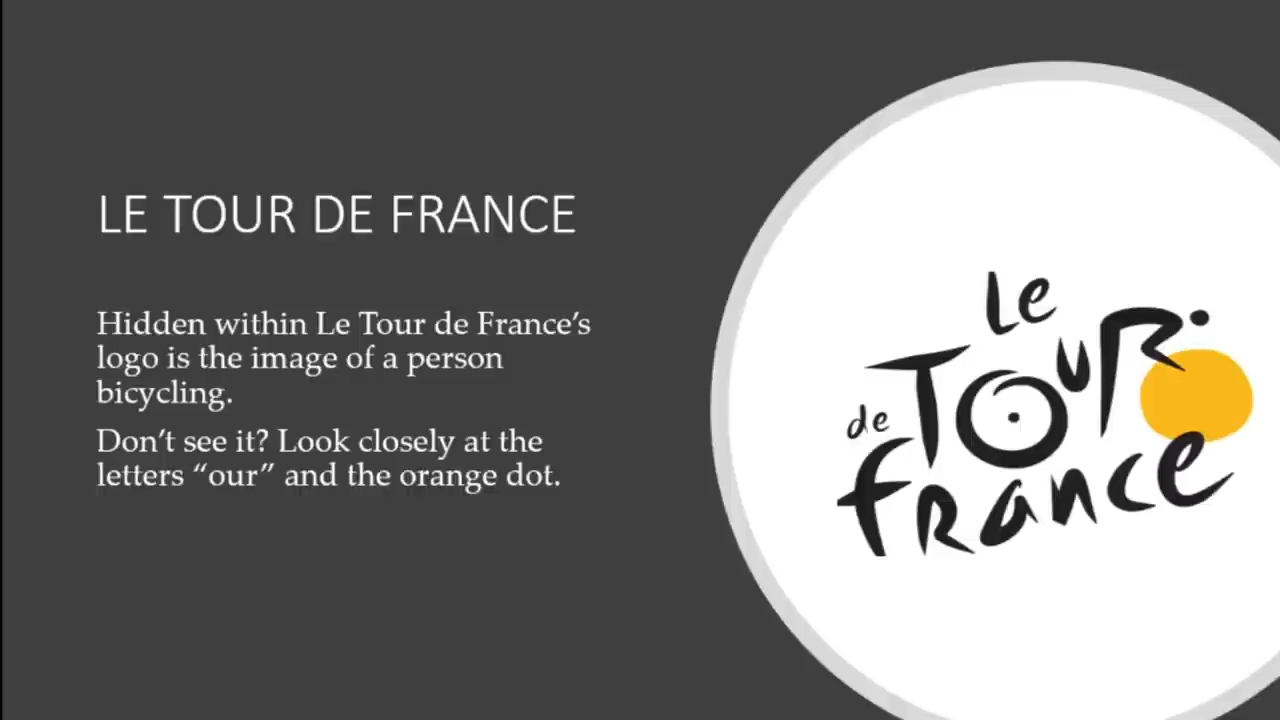 LE TOUR DE FRANCE
Hidden within Le Tour de France’s
logo is the image of a person
bicycling.
Don’t see it? Look closely at the
letters “our” and the orange dot.
Le
Tour
de
france